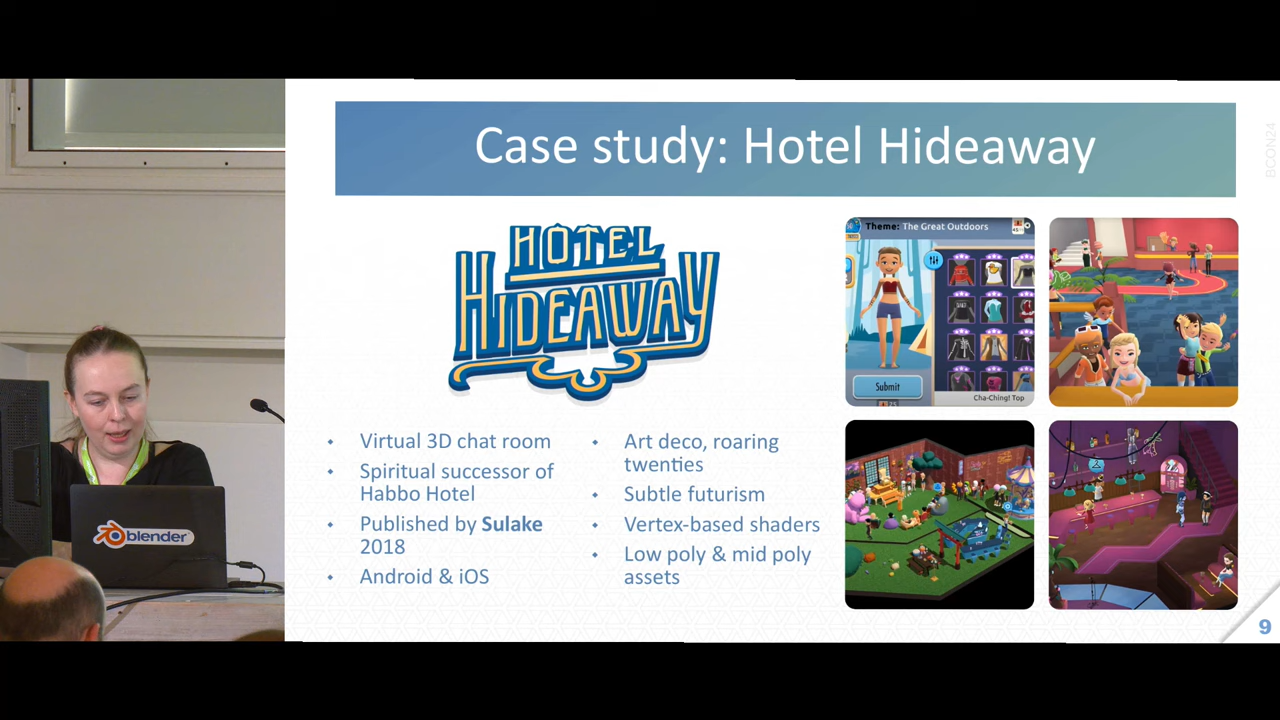 Case study: Hotel Hideaway
BCON24
HOTEL
HIDEAWAY
Virtual 3D chat room
Spiritual successor of
Habbo Hotel
Published by Sulake
2018
Android & iOS
Art deco, roaring
twenties
Subtle futurism
Vertex-based shaders
Low poly & mid poly
assets
Theme: The Great Outdoors
Submit
Cha-Ching! Top
blender
9